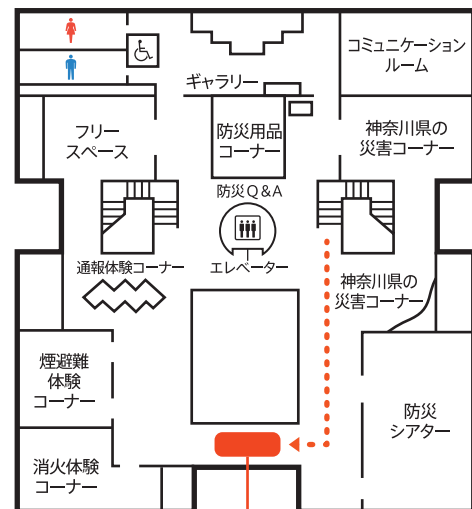 コミュニケーション
ルーム
ギャラリー
フリー
スペース
防災用品
コーナー
神奈川県の
災害コーナー
防災Q&A
通報体験コーナー
エレベーター
神奈川県の
災害コーナー
煙避難
体験
コーナー
防災
シアター
消火体験
コーナー